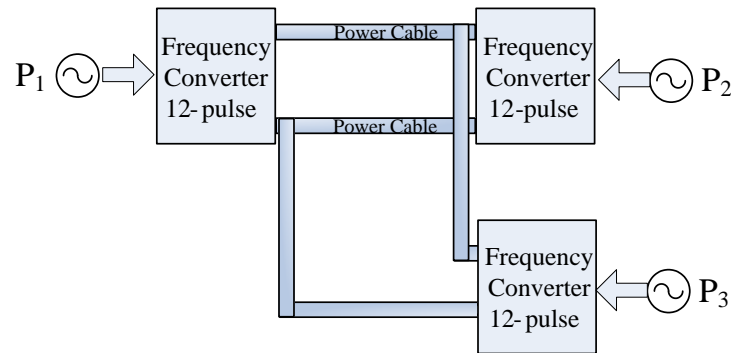 Frequency
Converter
12-pulse
Power Cable
Frequency
Converter
12-pulse
P1
P2
Power Cable
Frequency
Converter
12-pulse
P3